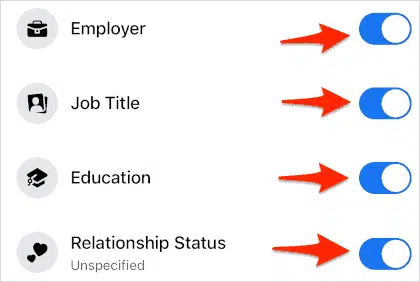 Employer
Job Title
Education
Relationship Status
Unspecified